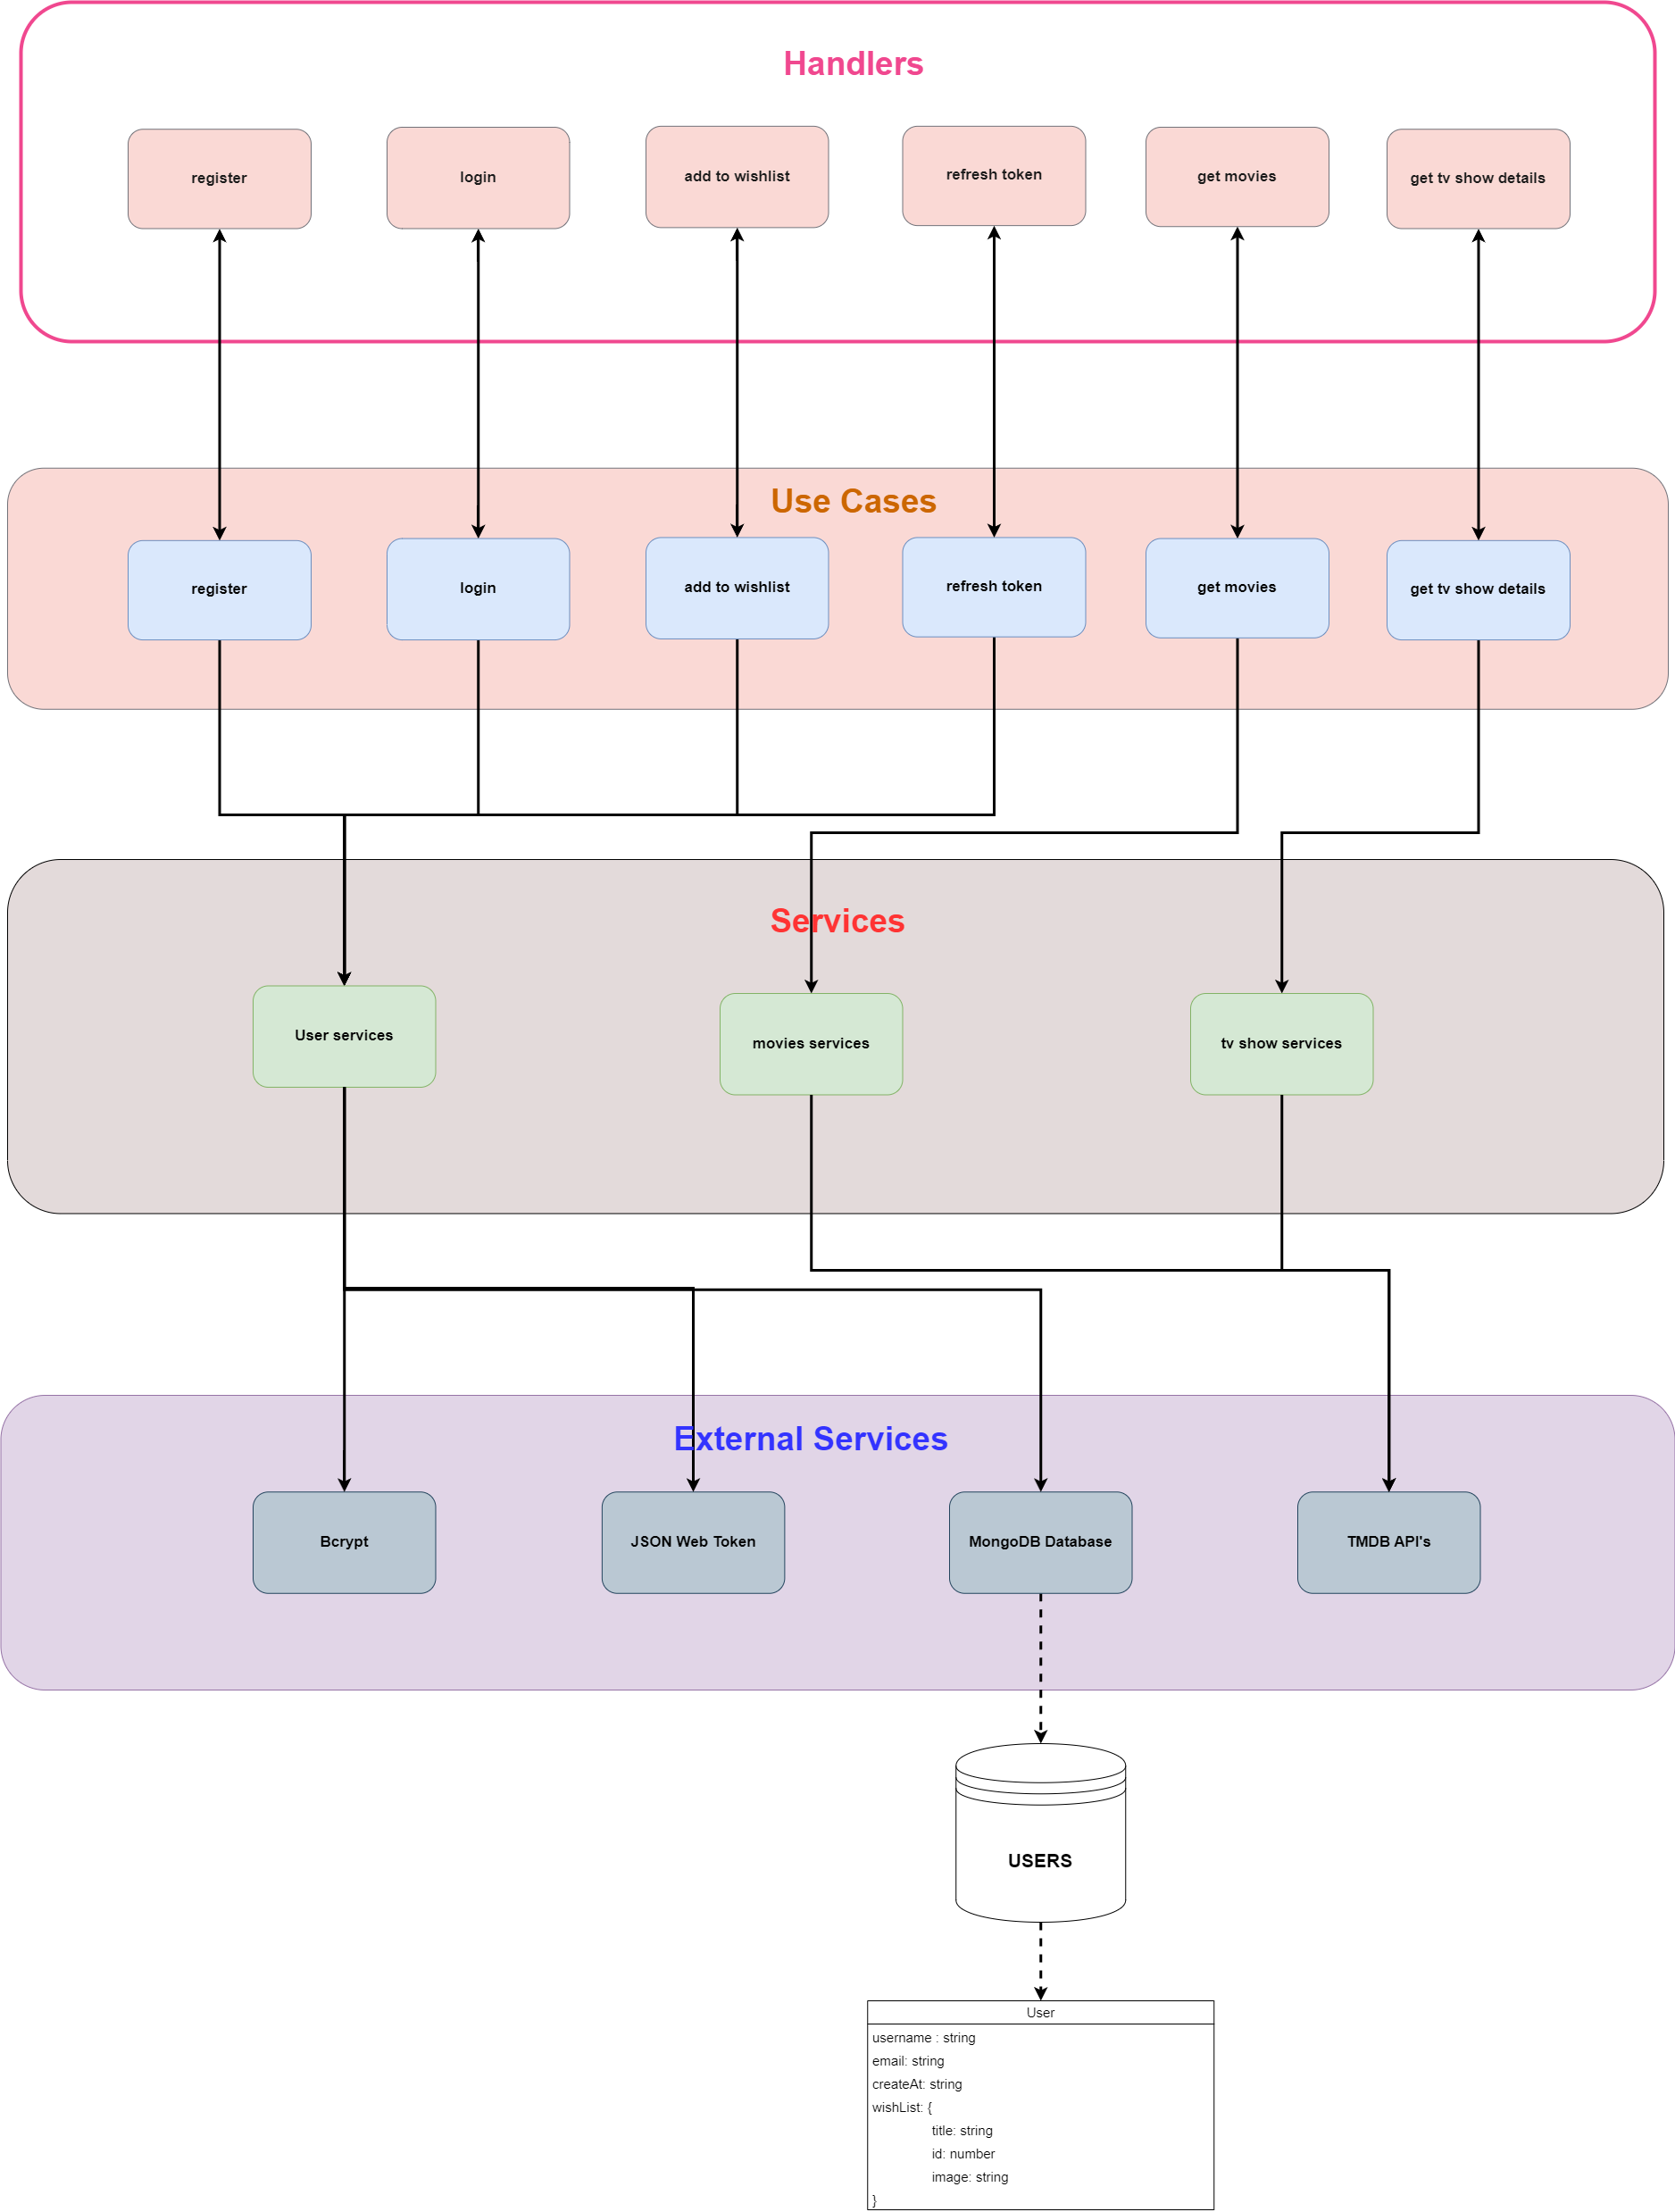 Handlers
register
login
add to wishlist
refresh token
get movies
get tv show details
Use Cases
register
login
add to wishlist
refresh token
get movies
get tv show details
Services
User services
movies services
tv show services
External Services
Bcrypt
JSON Web Token
MongoDB Database
TMDB API's
USERS
User
username : string
email: string
createAt: string
wishList: {
title: string
id: number
image: string
}